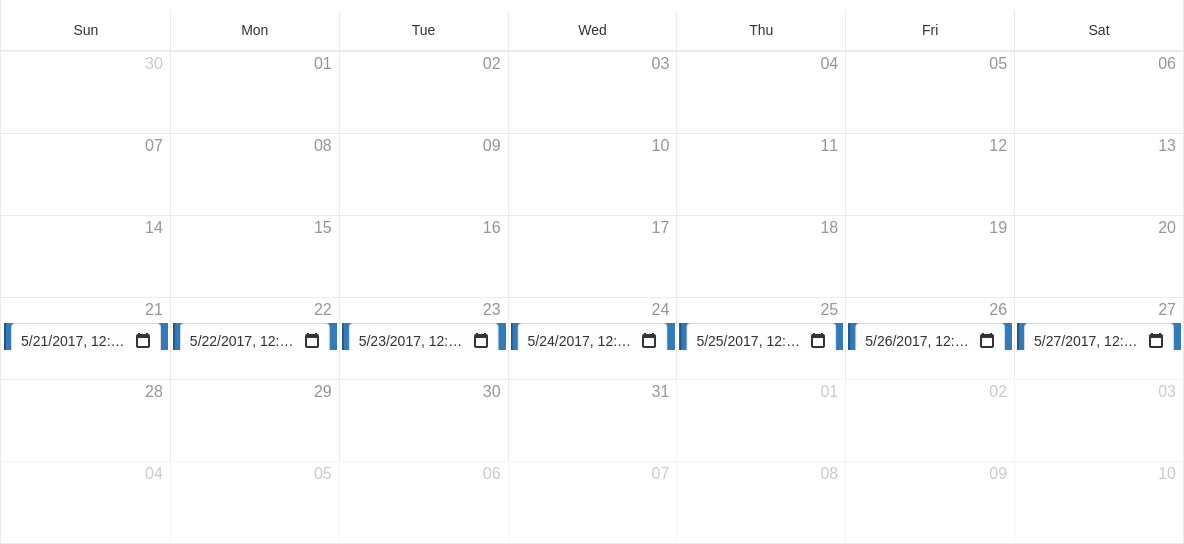 Sun Mon Tue Wed Thu Fri Sat
30 01 02 03 04 05 06
07 08 09 10 11 12 13
14 15 16 17 18 19 20
21 22 23 24 25 26 27
5/21/2017, 12:... 5/22/2017, 12:... 5/23/2017, 12:... 5/24/2017, 12:... 5/25/2017, 12:... 5/26/2017, 12:... 5/27/2017, 12:...
28 29 30 31 01 02 03
04 05 06 07 08 09 10